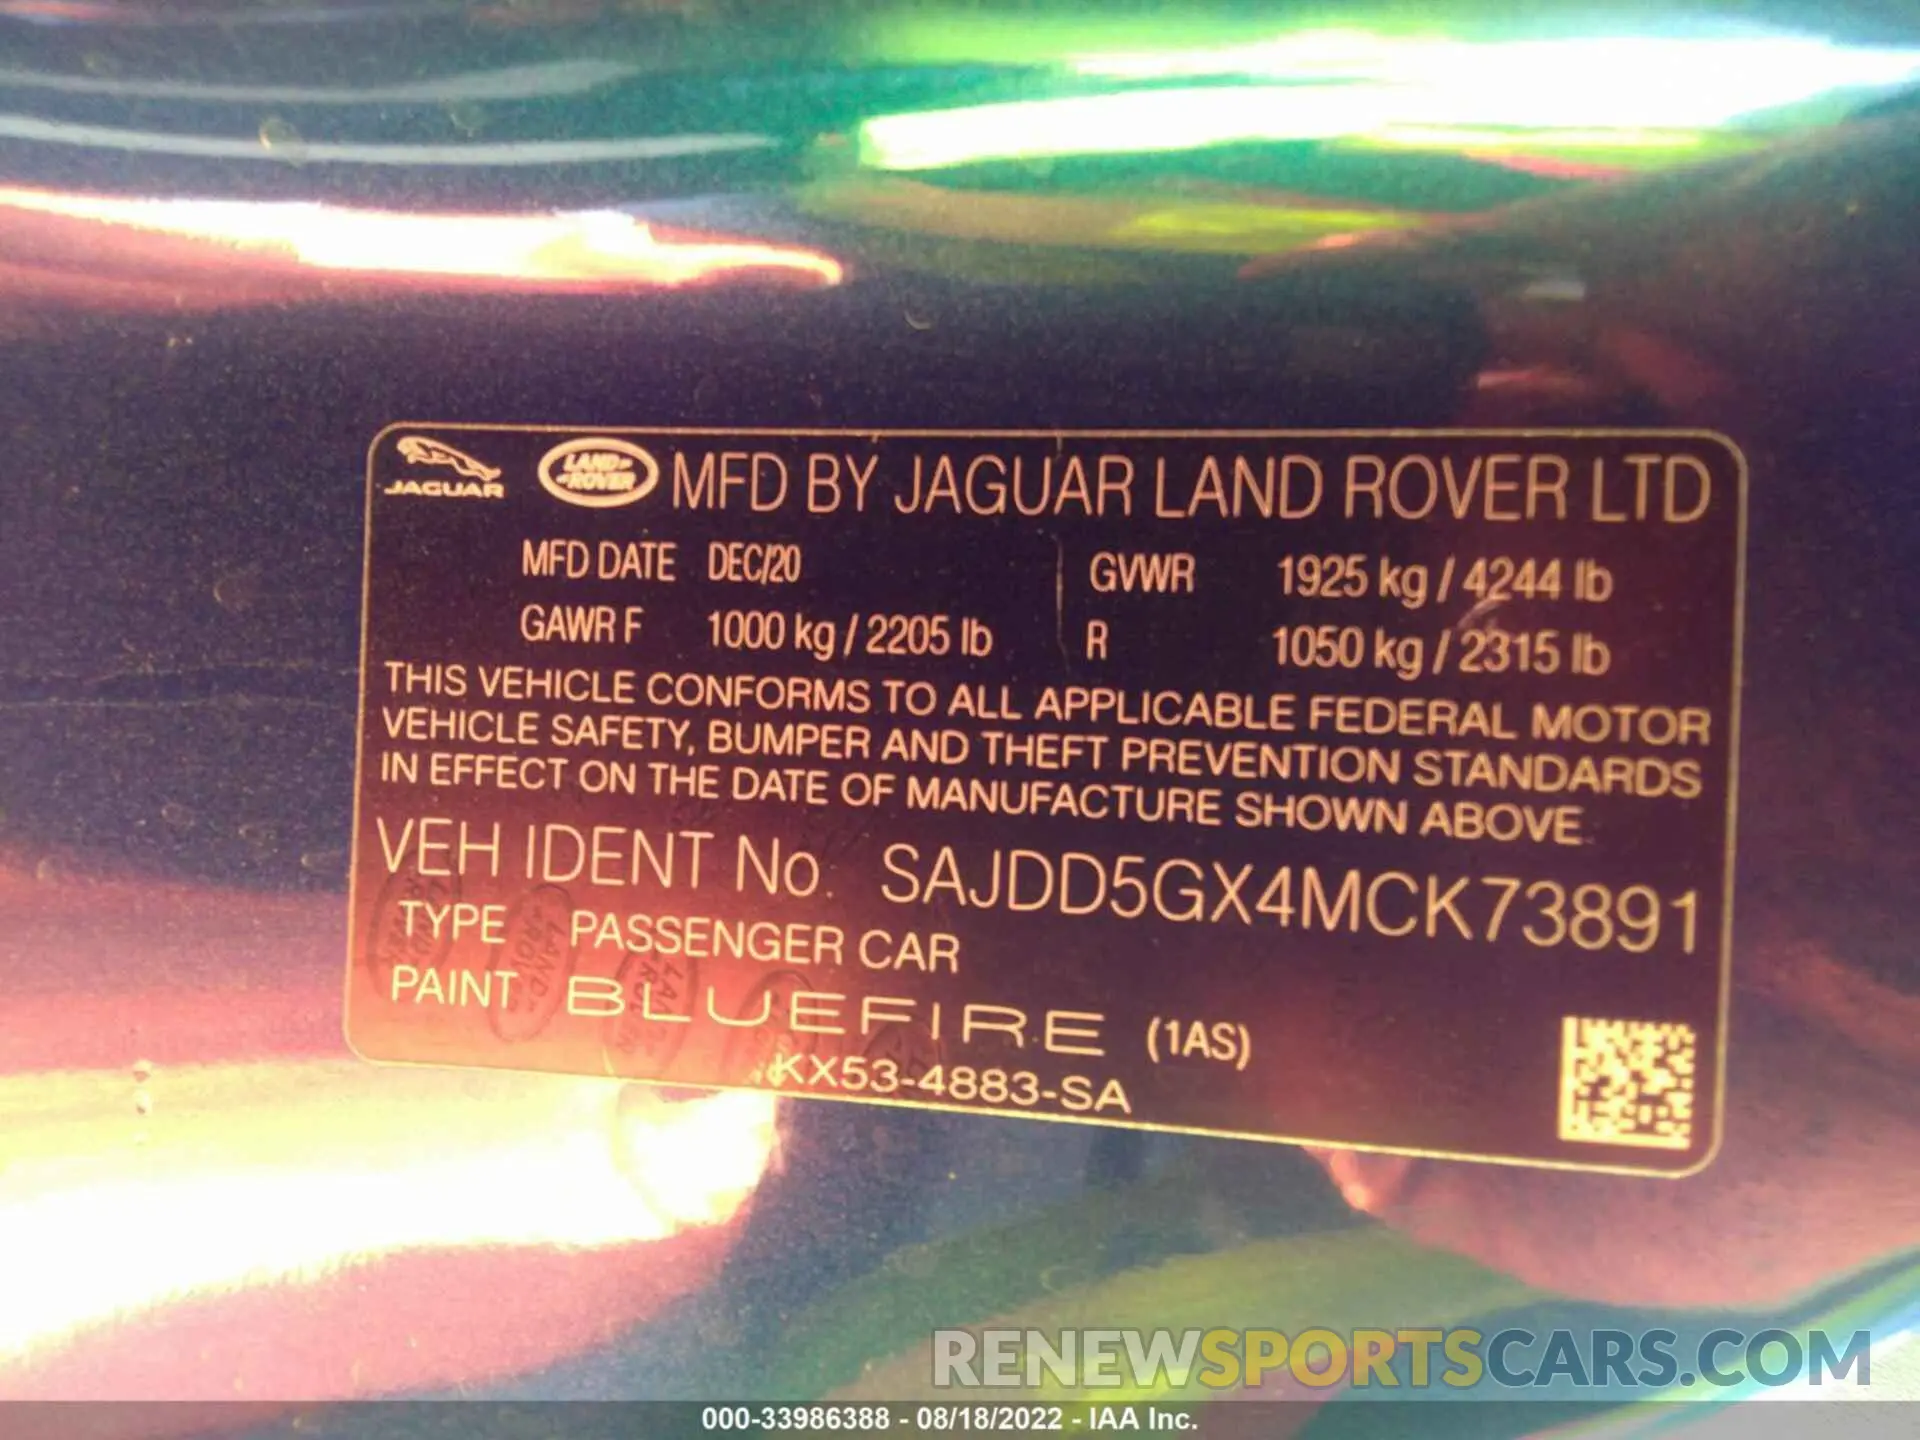 JAGUAR LAND ROVER MFD BY JAGUAR LAND ROVER LTD
MFD DATE DEC/20 GVWR 1925 kg / 4244 lb
GAWR F 1000 kg / 2205 lb R 1050 kg / 2315 lb
THIS VEHICLE CONFORMS TO ALL APPLICABLE FEDERAL MOTOR
VEHICLE SAFETY, BUMPER AND THEFT PREVENTION STANDARDS
IN EFFECT ON THE DATE OF MANUFACTURE SHOWN ABOVE.
VEH IDENT No. SAJDD5GX4MCK73891
TYPE PASSENGER CAR
PAINT BLUEFIRE (1AS)
KX53-4883-SA
RENEWSPORTSCARS.COM
000-33986388 - 08/18/2022 - IAA Inc.